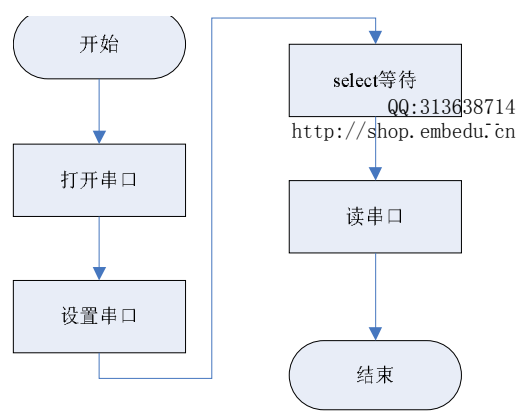 开始
打开串口
设置串口
select等待
QQ:313638714
http://shop.embedu.cn
读串口
结束